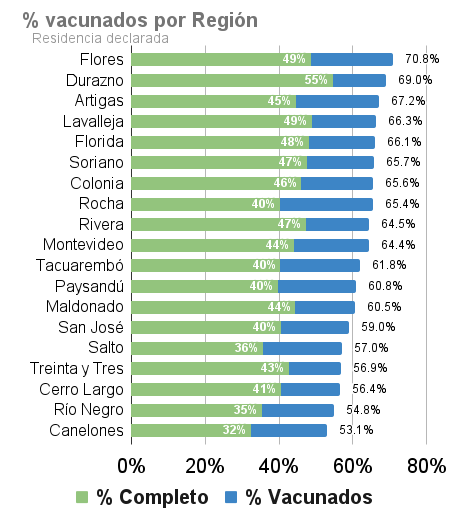 % vacunados por Región
Residencia declarada
Flores 49% 70.8%
Durazno 55% 69.0%
Artigas 45% 67.2%
Lavalleja 49% 66.3%
Florida 48% 66.1%
Soriano 47% 65.7%
Colonia 46% 65.6%
Rocha 40% 65.4%
Rivera 47% 64.5%
Montevideo 44% 64.4%
Tacuarembó 40% 61.8%
Paysandú 40% 60.8%
Maldonado 44% 60.5%
San José 40% 59.0%
Salto 36% 57.0%
Treinta y Tres 43% 56.9%
Cerro Largo 41% 56.4%
Río Negro 35% 54.8%
Canelones 32% 53.1%
0% 20% 40% 60% 80%
% Completo % Vacunados